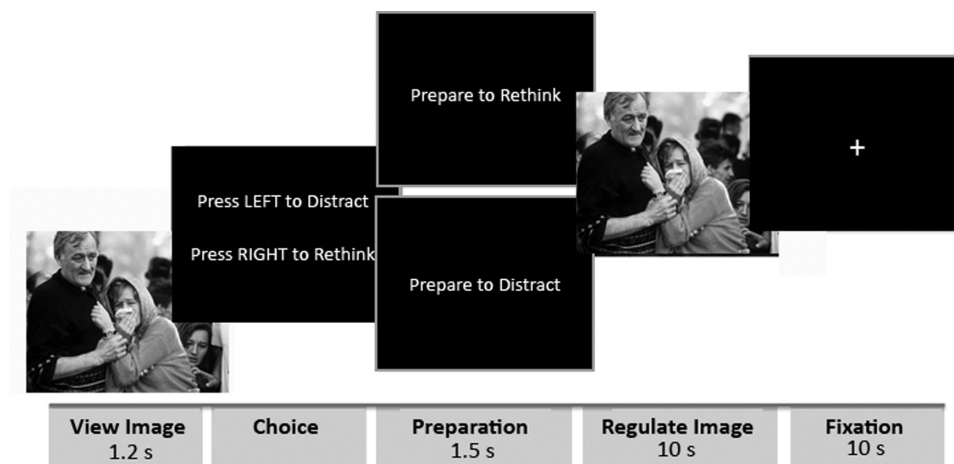 Prepare to Rethink
Press LEFT to Distract
Press RIGHT to Rethink
Prepare to Distract
+
View Image
1.2 s
Choice
Preparation
1.5 s
Regulate Image
10 s
Fixation
10 s